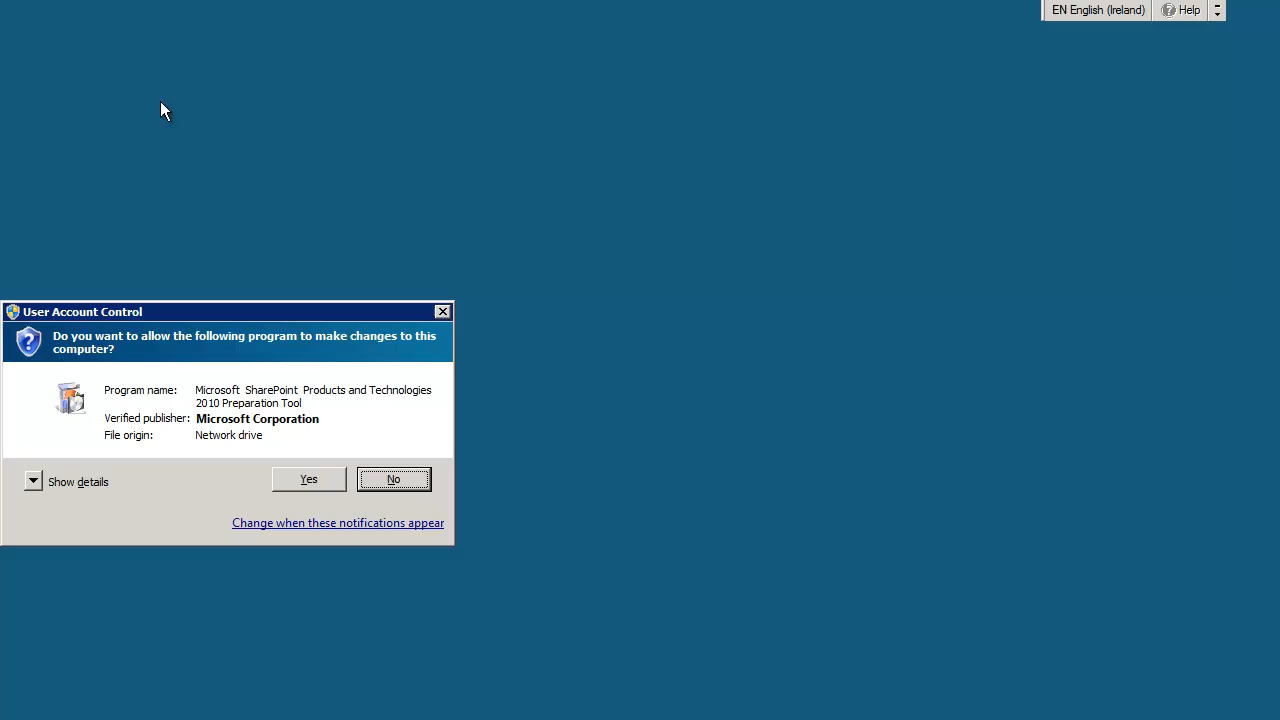 EN English (Ireland) Help
User Account Control
Do you want to allow the following program to make changes to this
computer?
Program name: Microsoft SharePoint Products and Technologies
2010 Preparation Tool
Verified publisher: Microsoft Corporation
File origin: Network drive
Show details Yes No
Change when these notifications appear